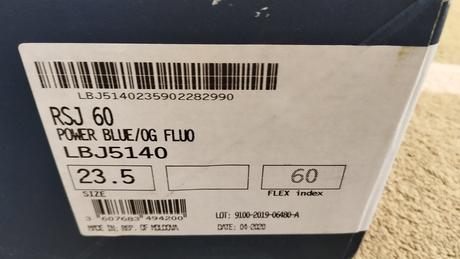 LBJ5140235902282990
RSJ 60
POWER BLUE/OG FLUO
LBJ5140
23.5 60
SIZE FLEX index
3 607683 494200
LOT: 9100-2019-06480-A
MADE IN: REP. OF MOLDOVA DATE: 04-2020